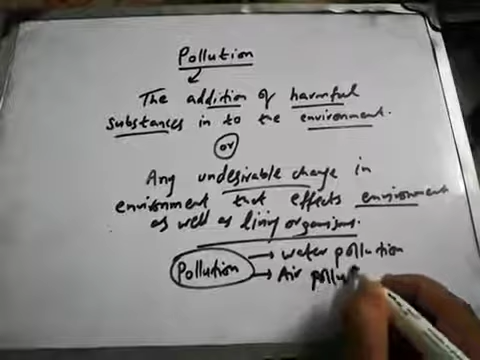 Pollution
The addition of harmful
substances in to the environment.
or
Any undesirable change in
environment that effects environment
as well as living organisms.
Pollution → water pollution
→ Air pollu